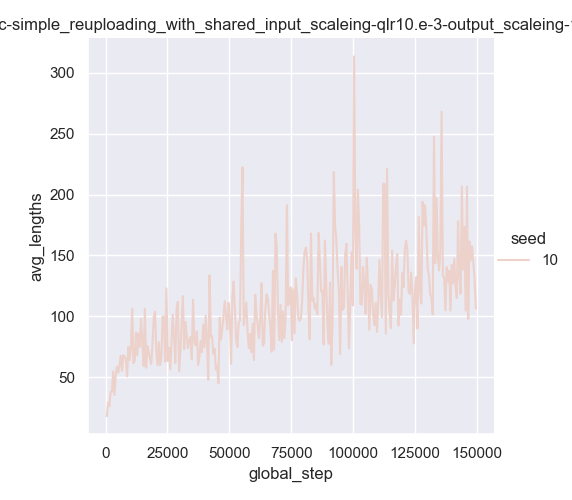 c-simple_reuploading_with_shared_input_scaleing-qlr10.e-3-output_scaleing-
300
250
200
150
100
50
avg_lengths
0 25000 50000 75000 100000 125000 150000
global_step
seed
10